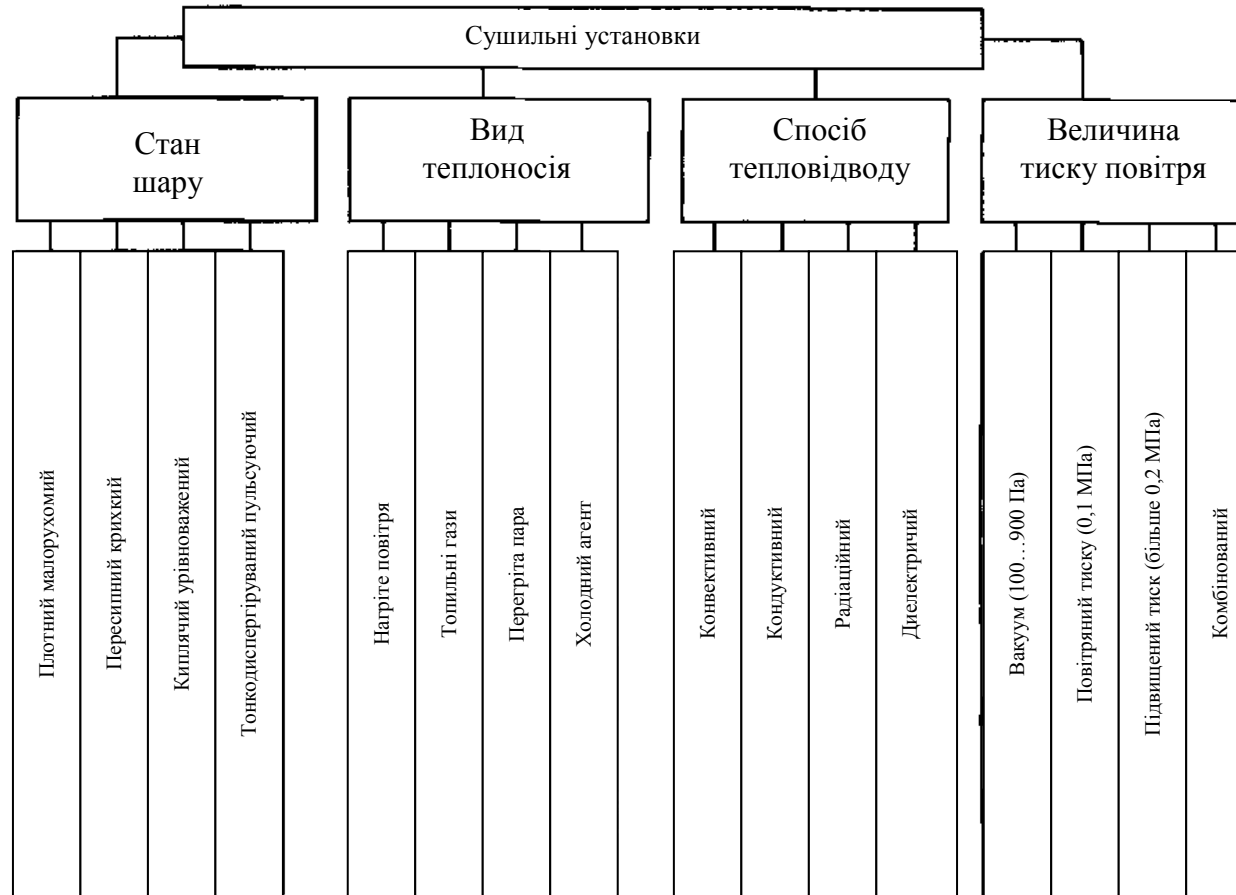 Сушильні установки
Стан
шару
Вид
теплоносія
Спосіб
тепловідводу
Величина
тиску повітря
Плотний малорухомий
Пересипний крихкий
Киплячий урівноважений
Тонкодиспергіруваний пульсуючий
Нагріте повітря
Топильні гази
Перегріта пара
Холодний агент
Конвективний
Кондуктивний
Радіаційний
Диелектричий
Вакуум (100…900 Па)
Повітряний тиску (0,1 МПа)
Підвищений тиск (більше 0,2 МПа)
Комбінований